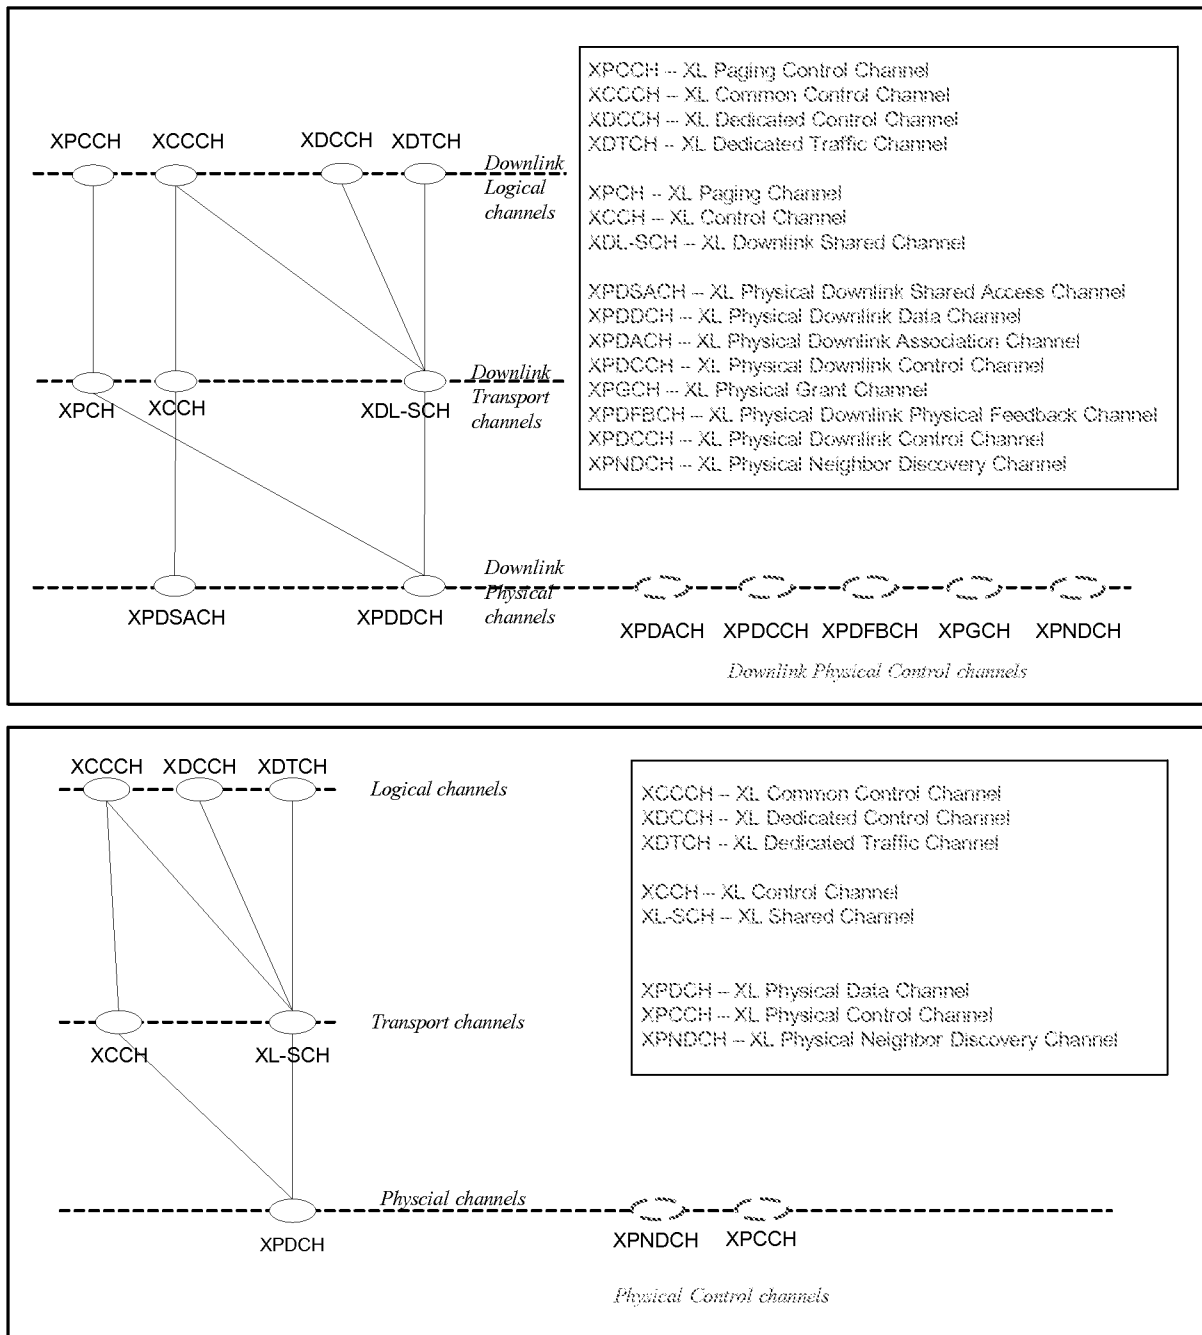 XPCCH XCCCH XDCCH XDTCH
Downlink
Logical
channels
XPCH XCCH XDL-SCH
Downlink
Transport
channels
XPDSACH XPDDCH
Downlink
Physical
channels
XPDACH XPDCCH XPDFBCH XPGCH XPNDCH
Downlink Physical Control channels
XPCCH -- XL Paging Control Channel
XCCCH -- XL Common Control Channel
XDCCH -- XL Dedicated Control Channel
XDTCH -- XL Dedicated Traffic Channel
XPCH -- XL Paging Channel
XCCH -- XL Control Channel
XDL-SCH -- XL Downlink Shared Channel
XPDSACH -- XL Physical Downlink Shared Access Channel
XPDDCH -- XL Physical Downlink Data Channel
XPDACH -- XL Physical Downlink Association Channel
XPDCCH -- XL Physical Downlink Control Channel
XPGCH -- XL Physical Grant Channel
XPDFBCH -- XL Physical Downlink Physical Feedback Channel
XPDCCH -- XL Physical Downlink Control Channel
XPNDCH -- XL Physical Neighbor Discovery Channel
XCCCH XDCCH XDTCH
Logical channels
XCCH XL-SCH
Transport channels
Physcial channels
XPDCH
XPNDCH XPCCH
Physical Control channels
XCCCH -- XL Common Control Channel
XDCCH -- XL Dedicated Control Channel
XDTCH -- XL Dedicated Traffic Channel
XCCH -- XL Control Channel
XL-SCH -- XL Shared Channel
XPDCH -- XL Physical Data Channel
XPCCH -- XL Physical Control Channel
XPNDCH -- XL Physical Neighbor Discovery Channel